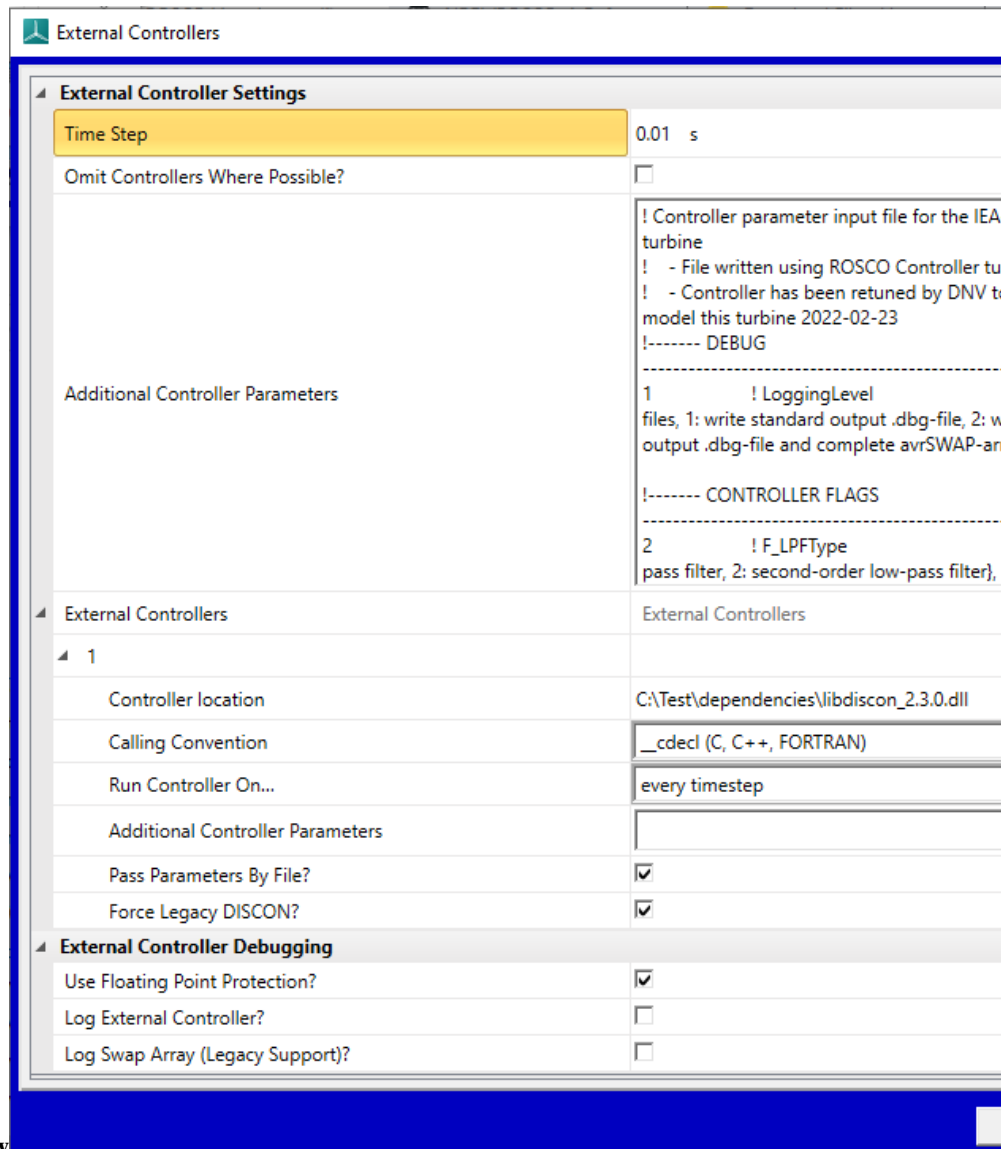 External Controllers
External Controller Settings
Time Step 0.01 s
Omit Controllers Where Possible?
Additional Controller Parameters
! Controller parameter input file for the IEA
turbine
! - File written using ROSCO Controller tu
! - Controller has been retuned by DNV to
model this turbine 2022-02-23
!------- DEBUG
------------------------------------------------
1 ! LoggingLevel
files, 1: write standard output .dbg-file, 2: w
output .dbg-file and complete avrSWAP-arr
!------- CONTROLLER FLAGS
------------------------------------------------
2 ! F_LPFType
pass filter, 2: second-order low-pass filter},
External Controllers External Controllers
1
Controller location C:\Test\dependencies\libdiscon_2.3.0.dll
Calling Convention __cdecl (C, C++, FORTRAN)
Run Controller On... every timestep
Additional Controller Parameters
Pass Parameters By File?
Force Legacy DISCON?
External Controller Debugging
Use Floating Point Protection?
Log External Controller?
Log Swap Array (Legacy Support)?